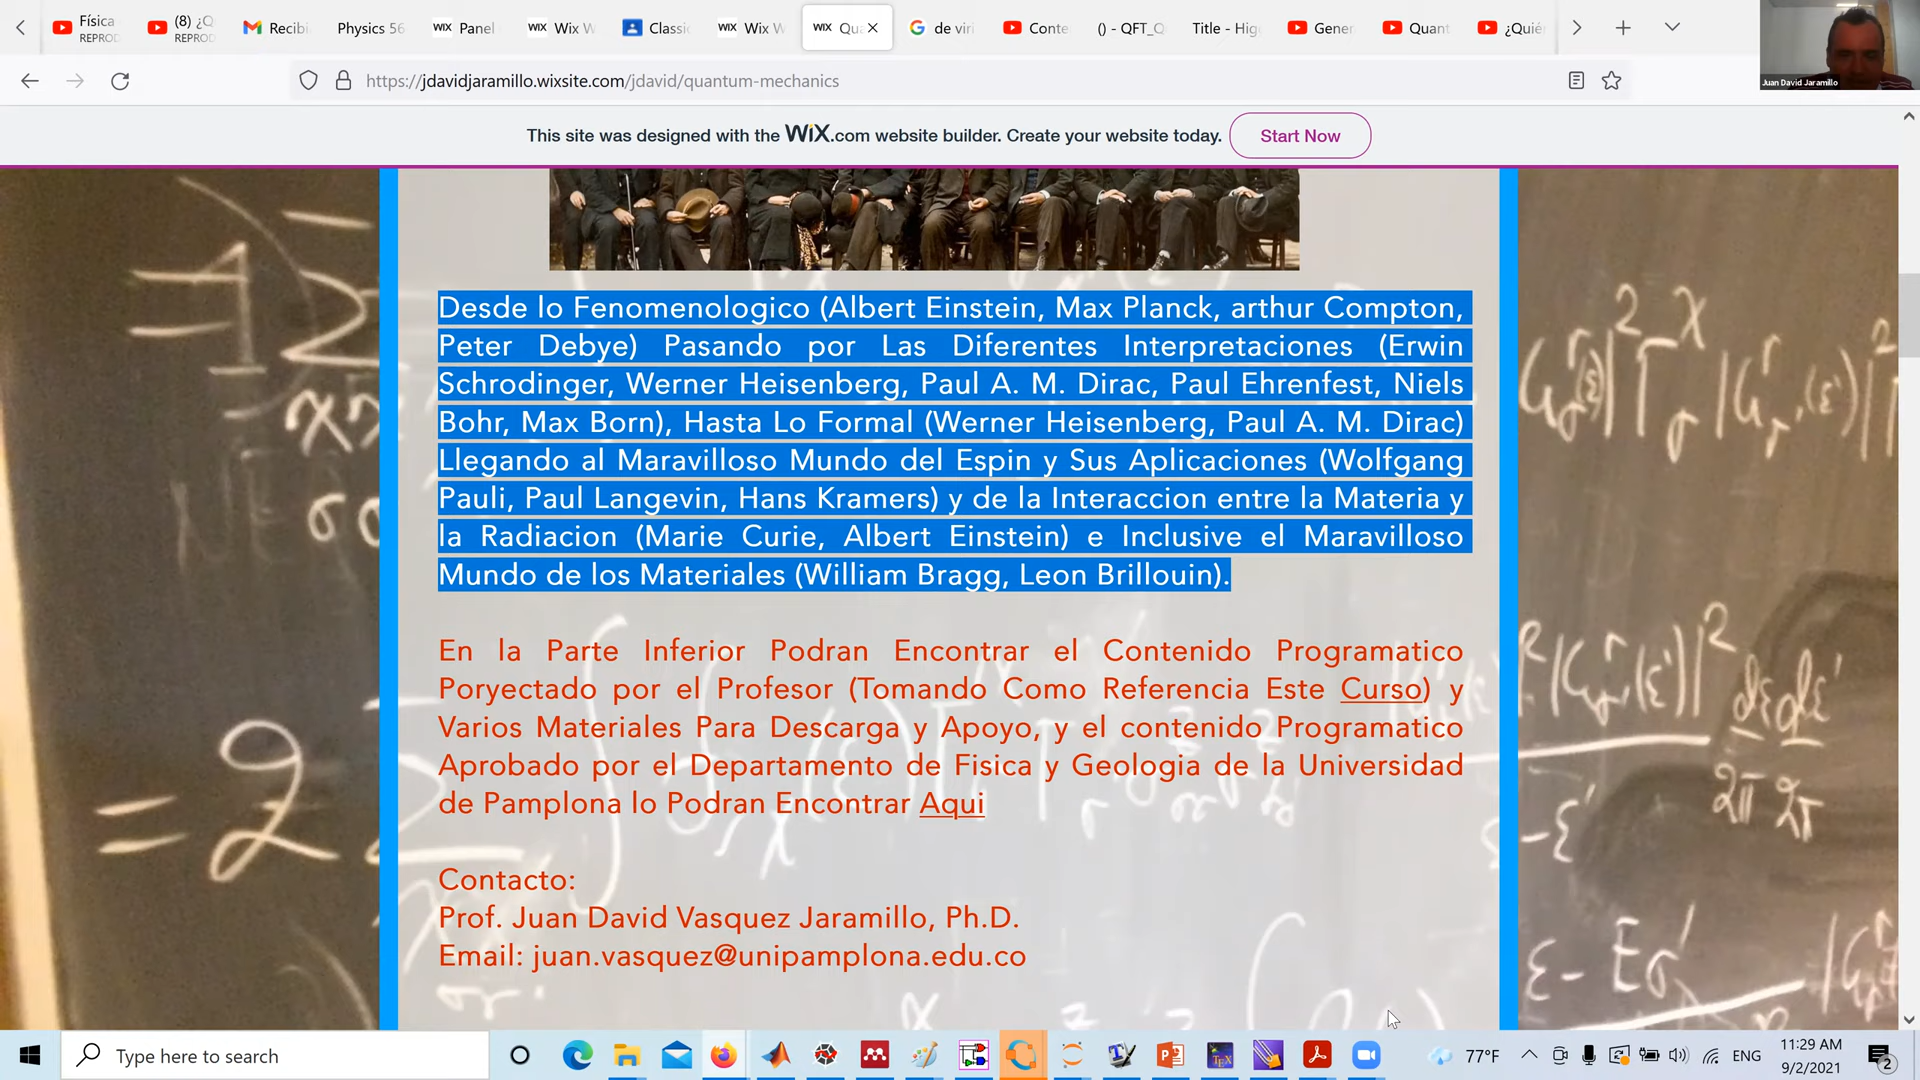 Física
REPROD
(8) ¿Q
REPROD
Recibi
Physics 56
WIX Panel
WIX Wix W
Classic
WIX Wix W
WIX Qua
de viri
Conte
() - QFT_Q
Title - Hig
Gener
Quant
¿Quié
Juan David Jaramillo
https://jdavidjaramillo.wixsite.com/jdavid/quantum-mechanics
This site was designed with the WiX.com website builder. Create your website today.
Start Now
Desde lo Fenomenologico (Albert Einstein, Max Planck, arthur Compton,
Peter Debye) Pasando por Las Diferentes Interpretaciones (Erwin
Schrodinger, Werner Heisenberg, Paul A. M. Dirac, Paul Ehrenfest, Niels
Bohr, Max Born), Hasta Lo Formal (Werner Heisenberg, Paul A. M. Dirac)
Llegando al Maravilloso Mundo del Espin y Sus Aplicaciones (Wolfgang
Pauli, Paul Langevin, Hans Kramers) y de la Interaccion entre la Materia y
la Radiacion (Marie Curie, Albert Einstein) e Inclusive el Maravilloso
Mundo de los Materiales (William Bragg, Leon Brillouin).
En la Parte Inferior Podran Encontrar el Contenido Programatico
Poryectado por el Profesor (Tomando Como Referencia Este Curso) y
Varios Materiales Para Descarga y Apoyo, y el contenido Programatico
Aprobado por el Departamento de Fisica y Geologia de la Universidad
de Pamplona lo Podran Encontrar Aqui
Contacto:
Prof. Juan David Vasquez Jaramillo, Ph.D.
Email: juan.vasquez@unipamplona.edu.co
Type here to search
77°F
ENG
11:29 AM
9/2/2021
2